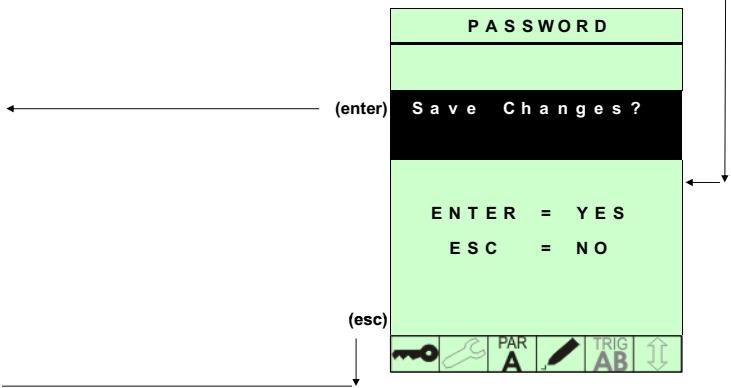 PASSWORD
(enter) Save Changes?
ENTER = YES
ESC = NO
(esc)
PAR A TRIG AB